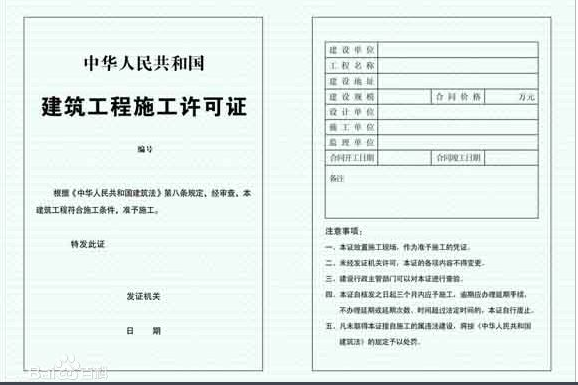 中华人民共和国
建筑工程施工许可证
编号
根据《中华人民共和国建筑法》第八条规定，经审查，本
建筑工程符合施工条件，准予施工。
特发此证
发证机关
日 期
Bai 百科
建设单位
工程名称
建设地址
建设规模 合同价格 万元
设计单位
施工单位
监理单位
合同开工日期 合同竣工日期
备注
注意事项：
一、本证放置施工现场，作为准予施工的凭证。
二、未经发证机关许可，本证的各项内容不得变更。
三、建设行政主管部门可以对本证进行查验。
四、本证自核发之日起三个月内应予施工，逾期应办理延期手续，
不办理延期或延期次数、时间超过法定时间的，本证自行废止。
五、凡未取得本证擅自施工的属违法建设，将按《中华人民共和国
建筑法》的规定予以处罚。